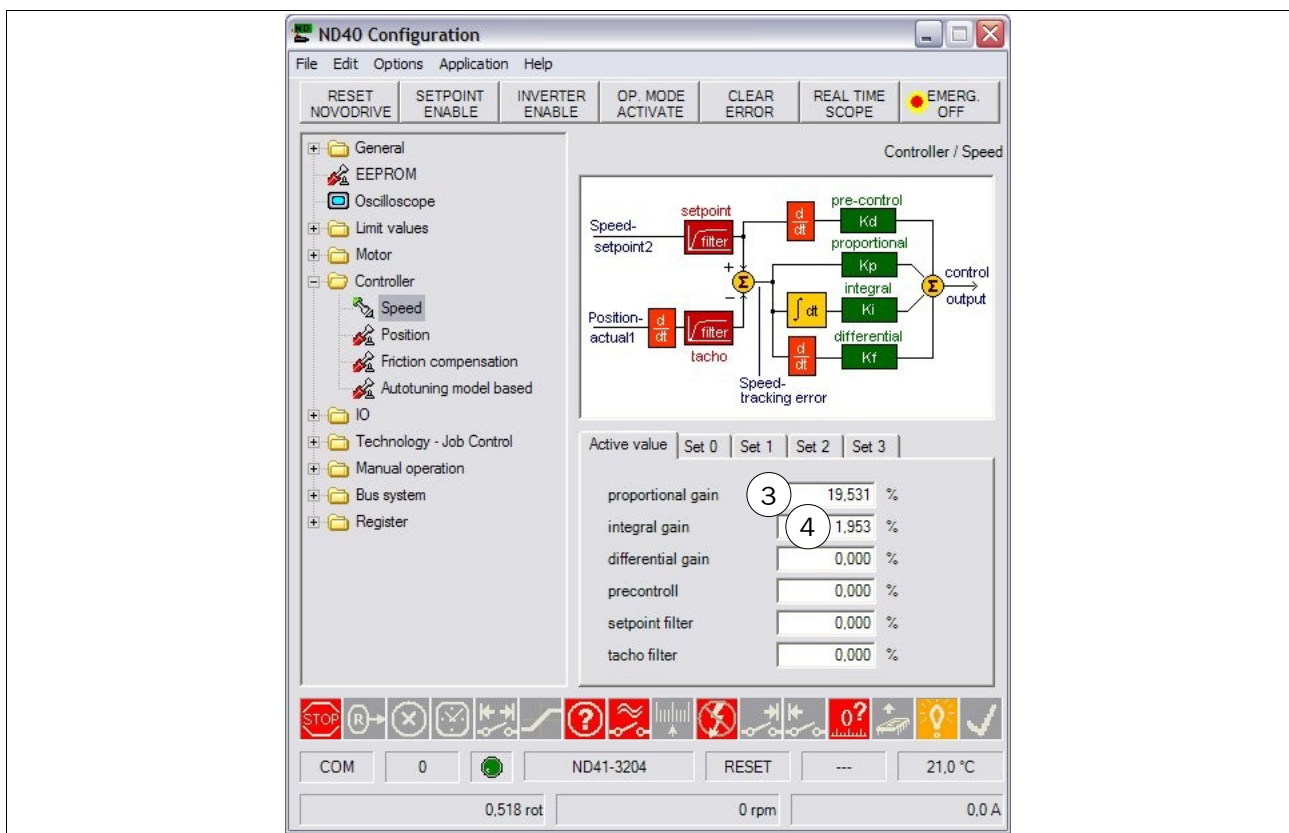 ND40 Configuration
File Edit Options Application Help
RESET NOVODRIVE
SETPOINT ENABLE
INVERTER ENABLE
OP. MODE ACTIVATE
CLEAR ERROR
REAL TIME SCOPE
EMERG. OFF
General
EEPROM
Oscilloscope
Limit values
Motor
Controller
Speed
Position
Friction compensation
Autotuning model based
IO
Technology - Job Control
Manual operation
Bus system
Register
Controller / Speed
Speed-
setpoint2
setpoint
filter
d
dt
pre-control
Kd
proportional
Kp
+
Σ
−
integral
∫ dt
Ki
Σ
control
output
Position-
actual1
d
dt
filter
tacho
d
dt
differential
Kf
Speed-
tracking error
Active value Set 0 Set 1 Set 2 Set 3
proportional gain 3 19,531 %
integral gain 4 1,953 %
differential gain 0,000 %
precontroll 0,000 %
setpoint filter 0,000 %
tacho filter 0,000 %
STOP R ? 0?
COM 0 ND41-3204 RESET --- 21,0 °C
0,518 rot 0 rpm 0,0 A